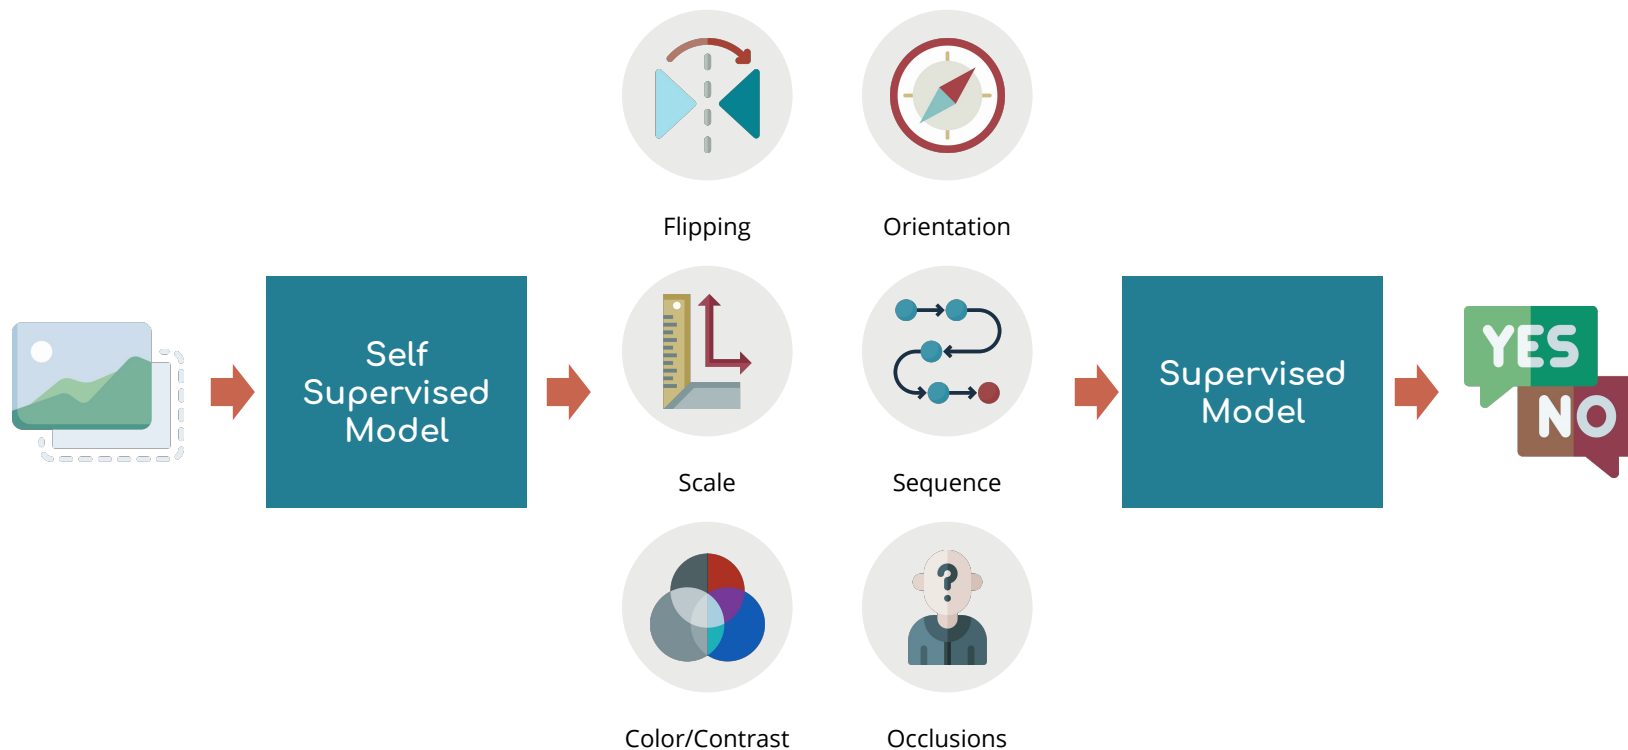 Flipping
Orientation
Self
Supervised
Model
Supervised
Model
YES
NO
Scale
Sequence
?
Color/Contrast
Occlusions